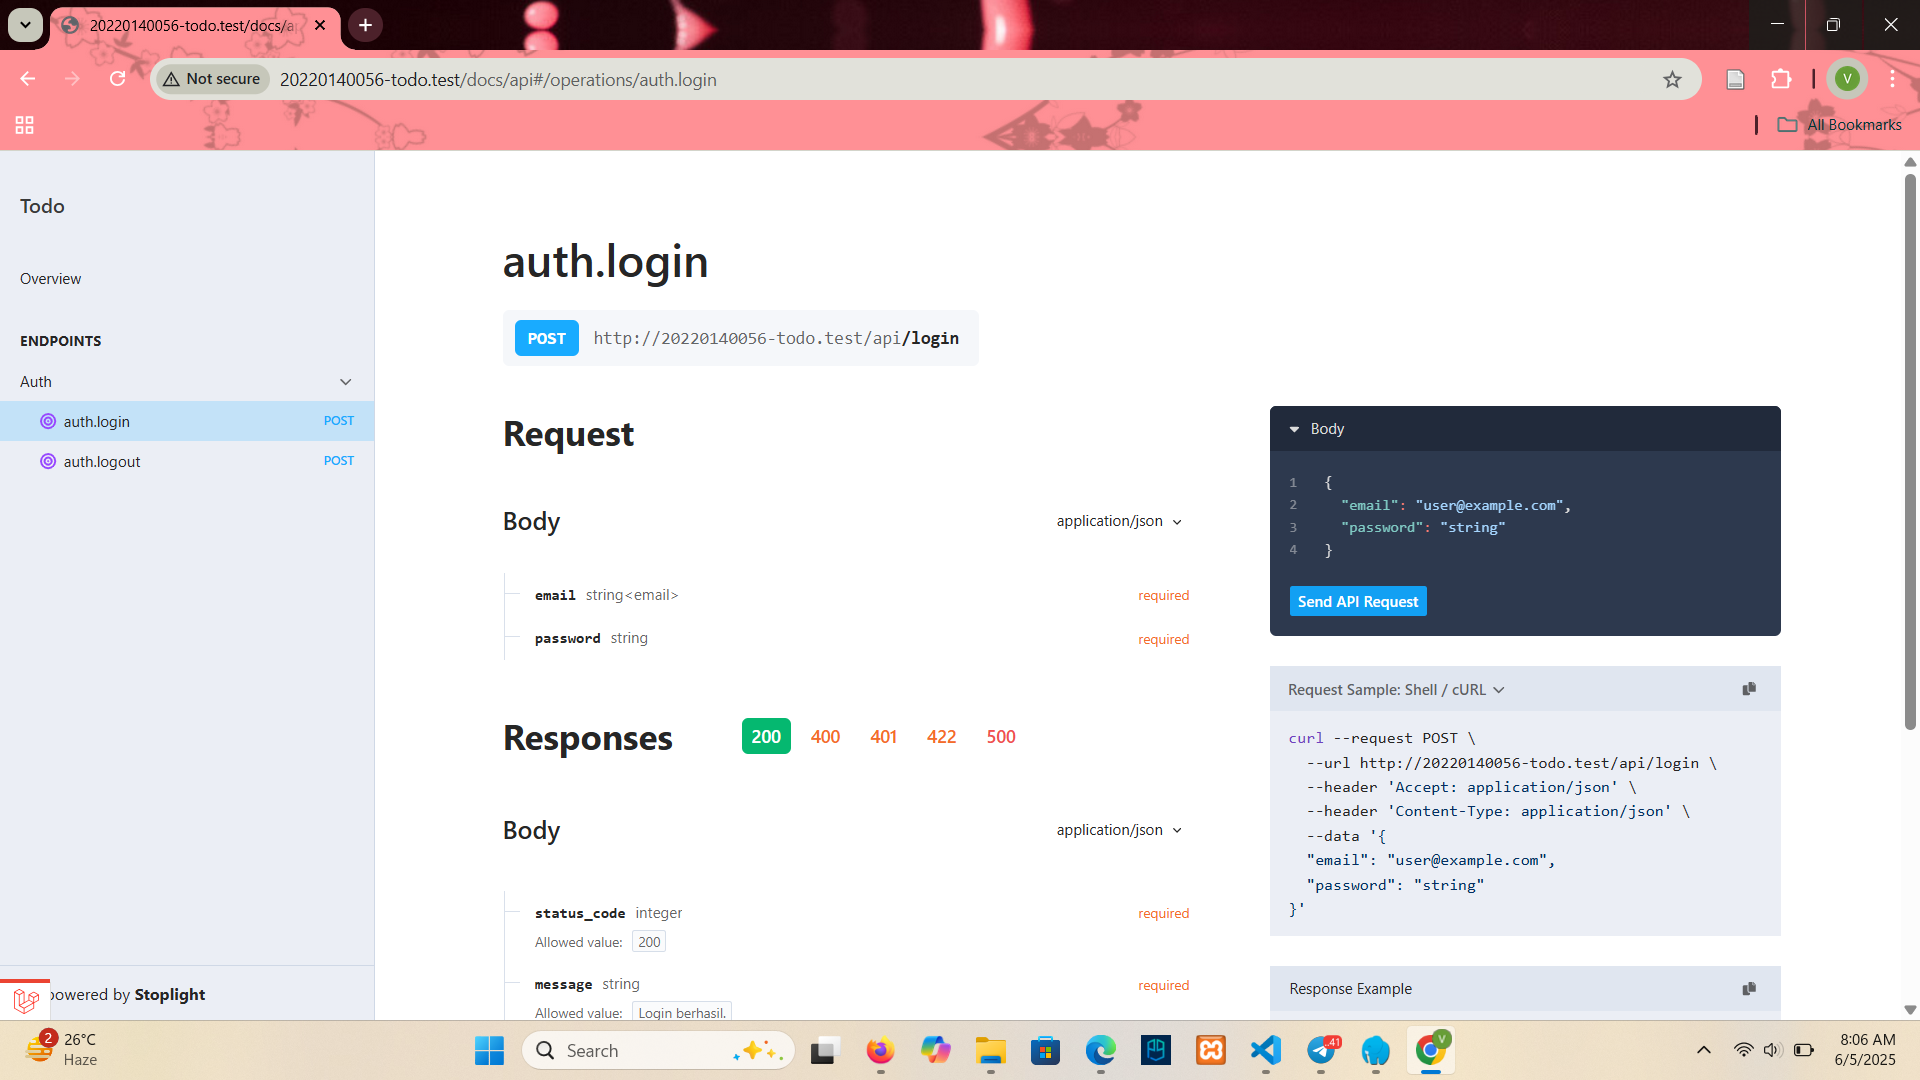 20220140056-todo.test/docs/a
Not secure
20220140056-todo.test/docs/api#/operations/auth.login
V
All Bookmarks
Todo
Overview
ENDPOINTS
Auth
auth.login POST
auth.logout POST
powered by Stoplight
auth.login
POST http://20220140056-todo.test/api/login
Request
Body application/json
email string<email> required
password string required
Responses 200 400 401 422 500
Body application/json
status_code integer required
Allowed value: 200
message string required
Allowed value: Login berhasil.
Body
1 {
2 "email": "user@example.com",
3 "password": "string"
4 }
Send API Request
Request Sample: Shell / cURL
curl --request POST \
--url http://20220140056-todo.test/api/login \
--header 'Accept: application/json' \
--header 'Content-Type: application/json' \
--data '{
"email": "user@example.com",
"password": "string"
}'
Response Example
2
26°C
Haze
Search
41
V
8:06 AM
6/5/2025